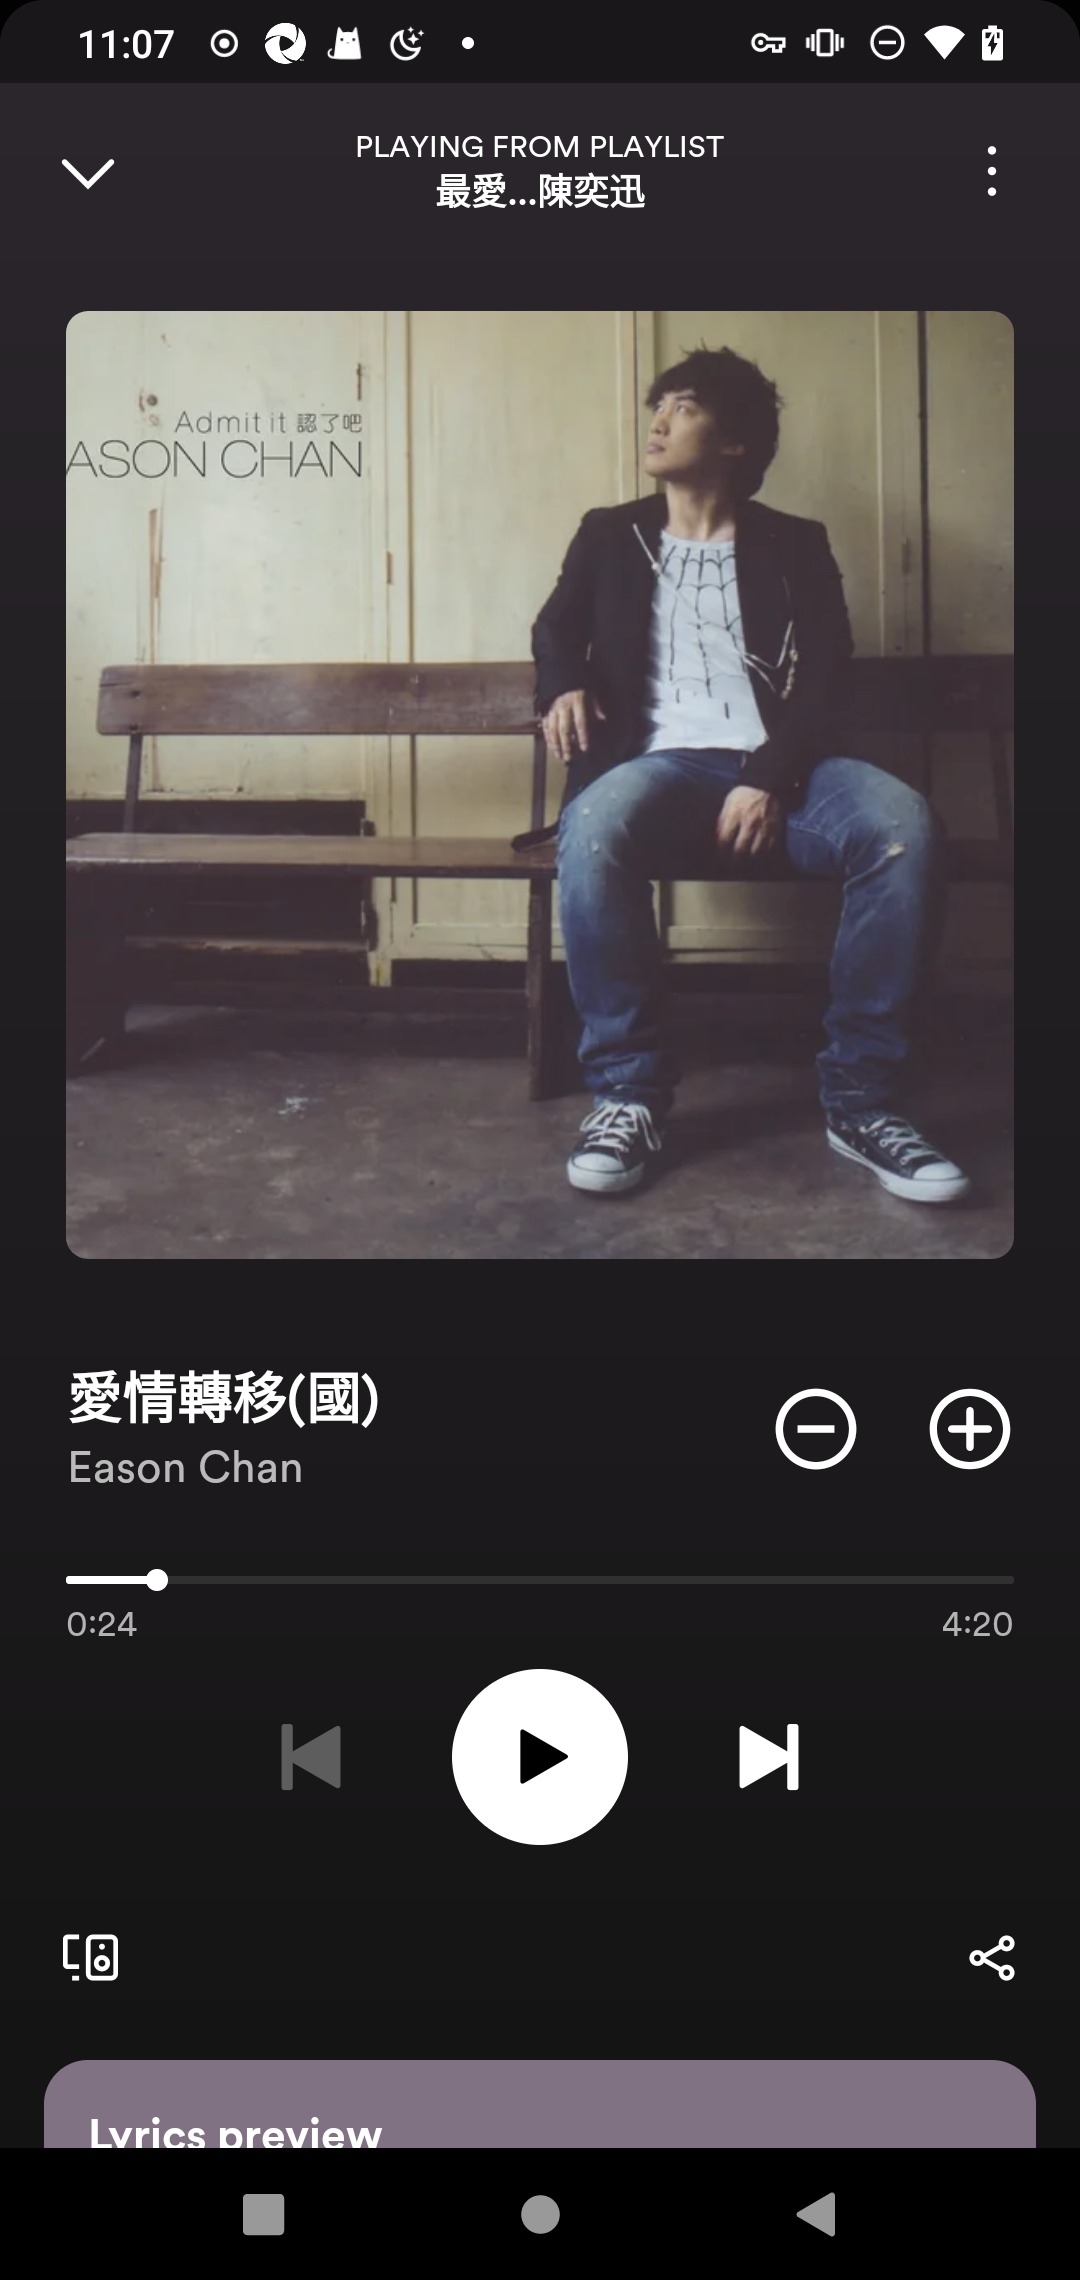 11:07
PLAYING FROM PLAYLIST
最愛...陳奕迅
Admit it 認了吧
ASON CHAN
愛情轉移(國)
Eason Chan
0:24
4:20
Lyrics preview